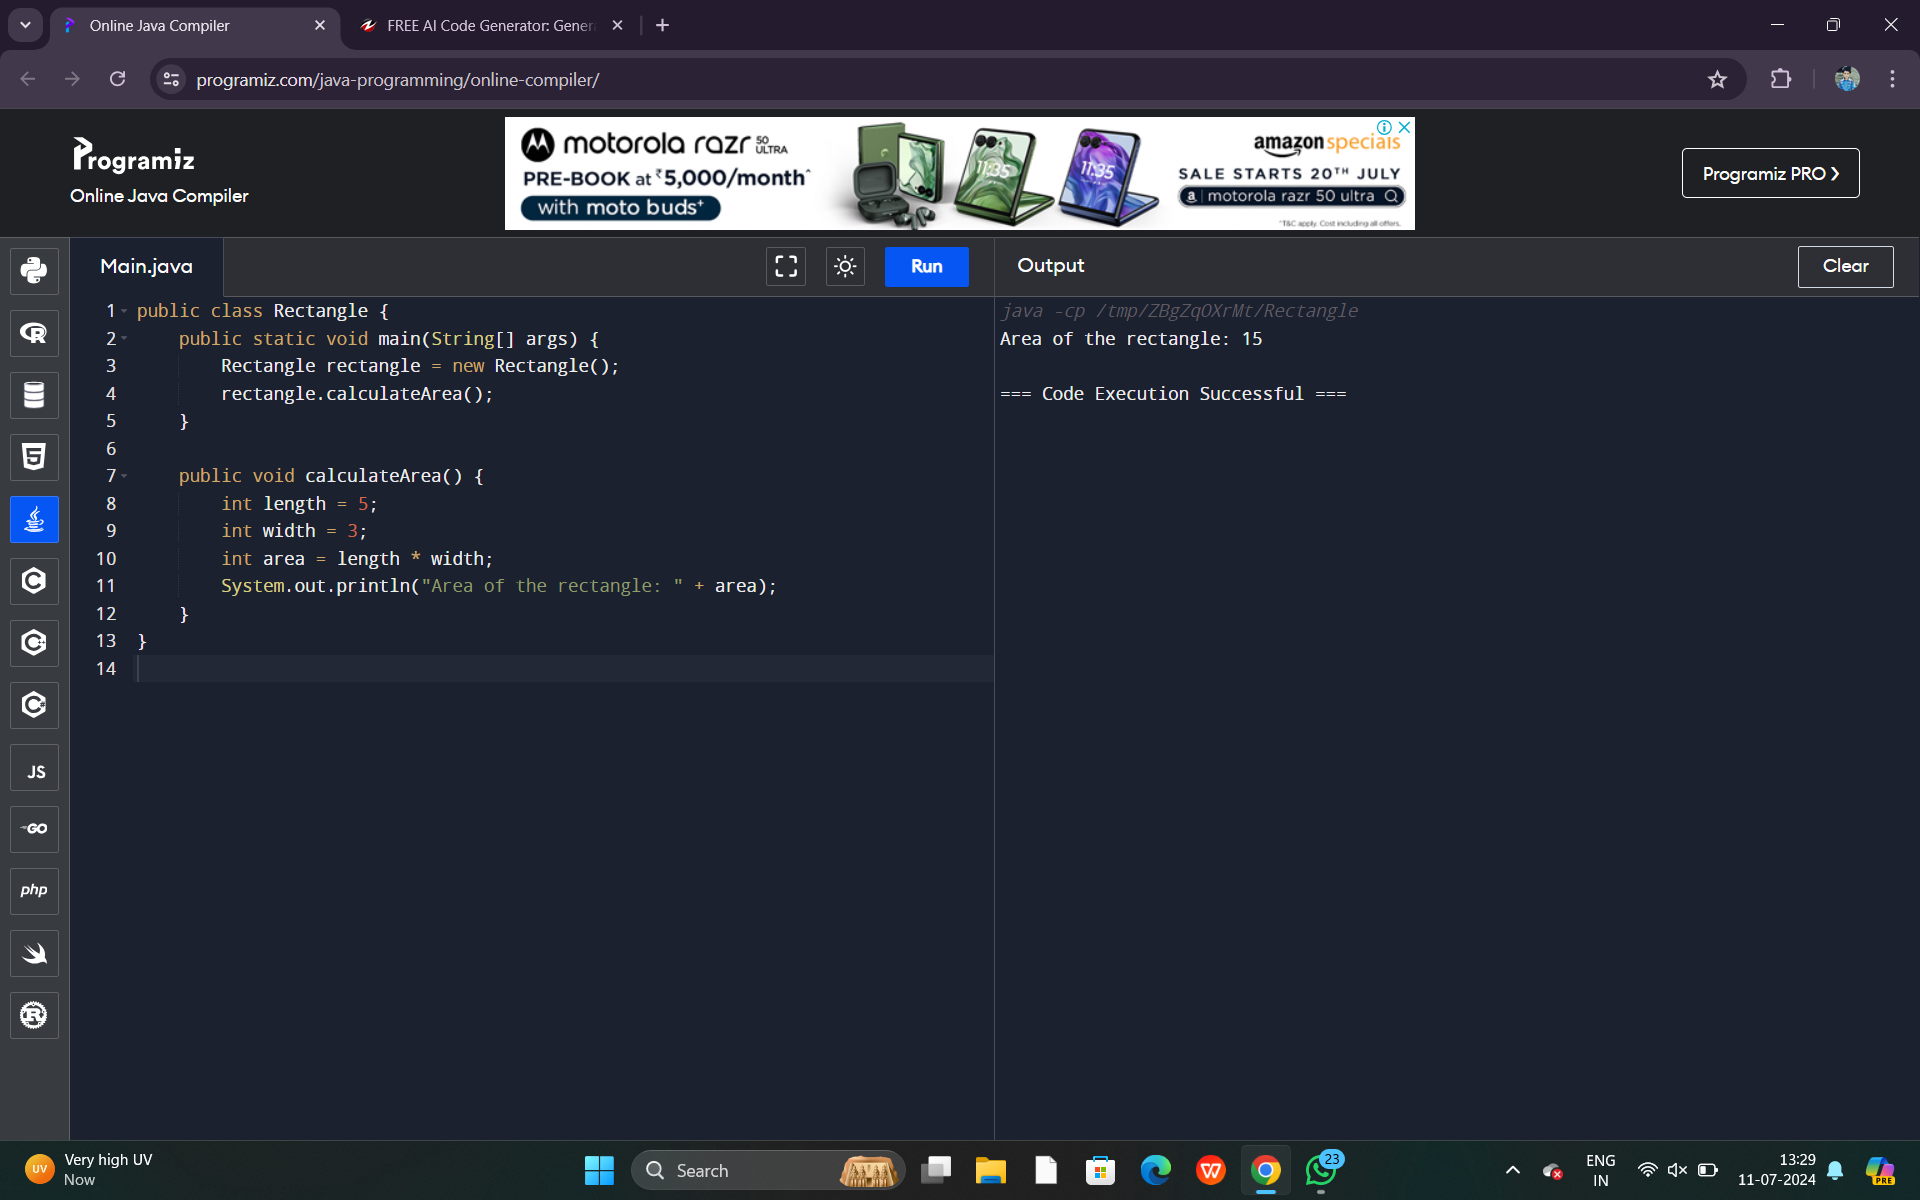 Online Java Compiler
FREE AI Code Generator: Gener
programiz.com/java-programming/online-compiler/
Programiz
Online Java Compiler
motorola razr 50 ULTRA
PRE-BOOK at ₹5,000/month^
with moto buds+
11:35
11:35
amazon specials
SALE STARTS 20TH JULY
a | motorola razr 50 ultra
*T&C apply. Cost including all offers.
Programiz PRO
Main.java
Run
Output
Clear
1 public class Rectangle {
2     public static void main(String[] args) {
3         Rectangle rectangle = new Rectangle();
4         rectangle.calculateArea();
5     }
6
7     public void calculateArea() {
8         int length = 5;
9         int width = 3;
10         int area = length * width;
11         System.out.println("Area of the rectangle: " + area);
12     }
13 }
14
java -cp /tmp/ZBgZqOXrMt/Rectangle
Area of the rectangle: 15
=== Code Execution Successful ===
JS
GO
php
UV
Very high UV
Now
Search
23
ENG
IN
13:29
11-07-2024
PRE